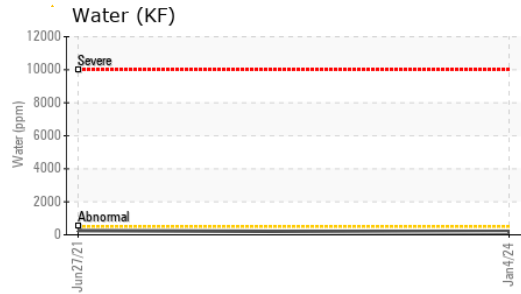 Water (KF)
12000
Severe
10000
8000
6000
Water (ppm)
4000
2000
Abnormal
0
Jun27/21
Jan4/24